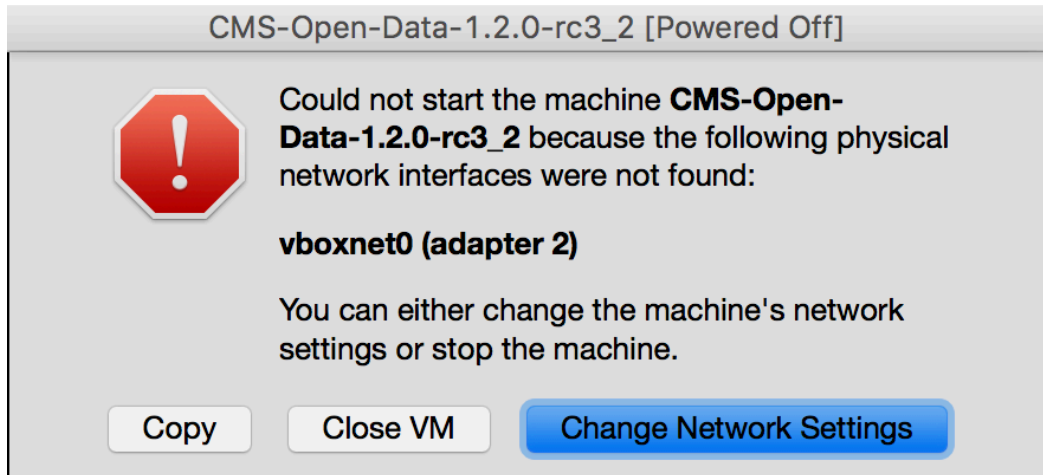 CMS-Open-Data-1.2.0-rc3_2 [Powered Off]
Could not start the machine CMS-Open-
Data-1.2.0-rc3_2 because the following physical
network interfaces were not found:
vboxnet0 (adapter 2)
You can either change the machine's network
settings or stop the machine.
Copy
Close VM
Change Network Settings